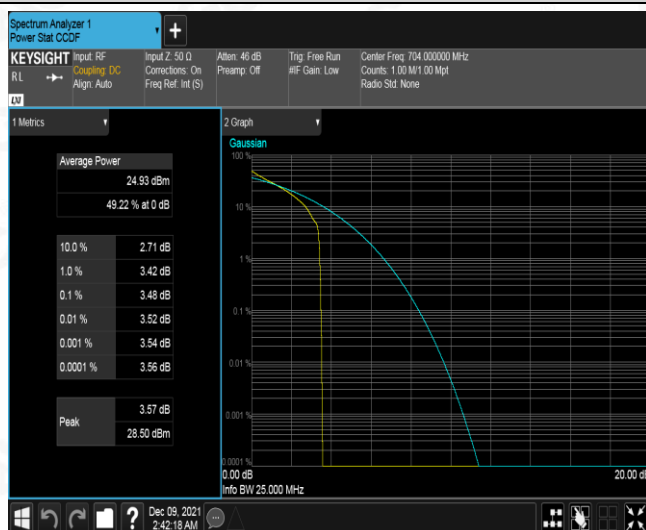 Spectrum Analyzer 1
Power Stat CCDF
+
KEYSIGHT
RL
LXI
Input: RF
Coupling: DC
Align: Auto
Input Z: 50 Ω
Corrections: On
Freq Ref: Int (S)
Atten: 46 dB
Preamp: Off
Trig: Free Run
#IF Gain: Low
Center Freq: 704.000000 MHz
Counts: 1.00 M/1.00 Mpt
Radio Std: None
1 Metrics
Average Power
24.93 dBm
49.22 % at 0 dB
10.0 % 2.71 dB
1.0 % 3.42 dB
0.1 % 3.48 dB
0.01 % 3.52 dB
0.001 % 3.54 dB
0.0001 % 3.56 dB
Peak
3.57 dB
28.50 dBm
2 Graph
Gaussian
100 %
10 %
1 %
0.1 %
0.01 %
0.001 %
0.0001 %
0.00 dB
20.00 dB
Info BW 25.000 MHz
?
Dec 09, 2021
2:42:18 AM